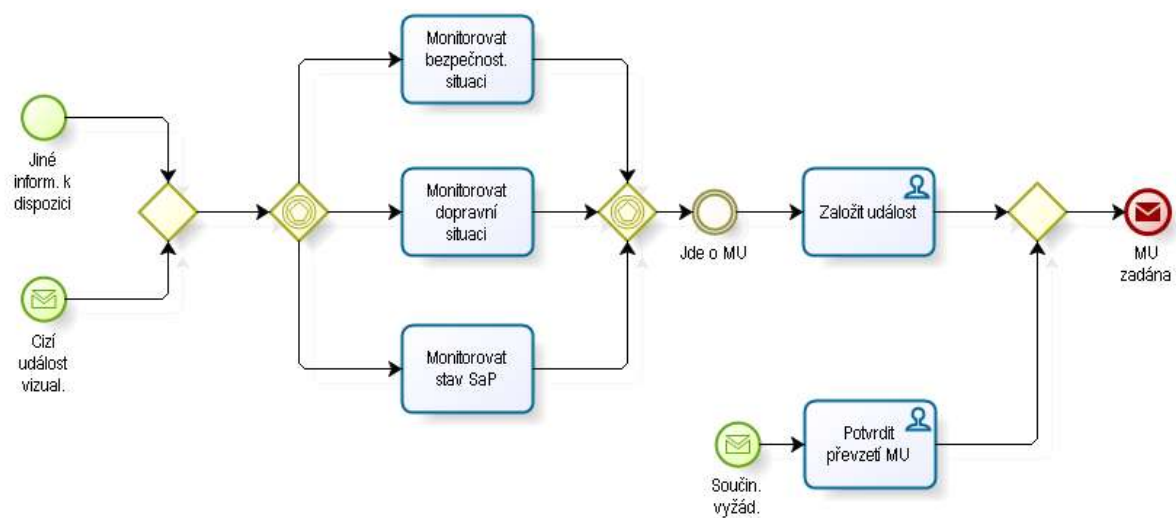 Monitorovat
bezpečnost.
situaci
Jiné
inform. k
dispozici
Monitorovat
dopravní
situaci
Jde o MU
Založit událost
MU
zadána
Cizí
událost
vizual.
Monitorovat
stav SaP
Součin.
vyžád.
Potvrdit
převzetí MU